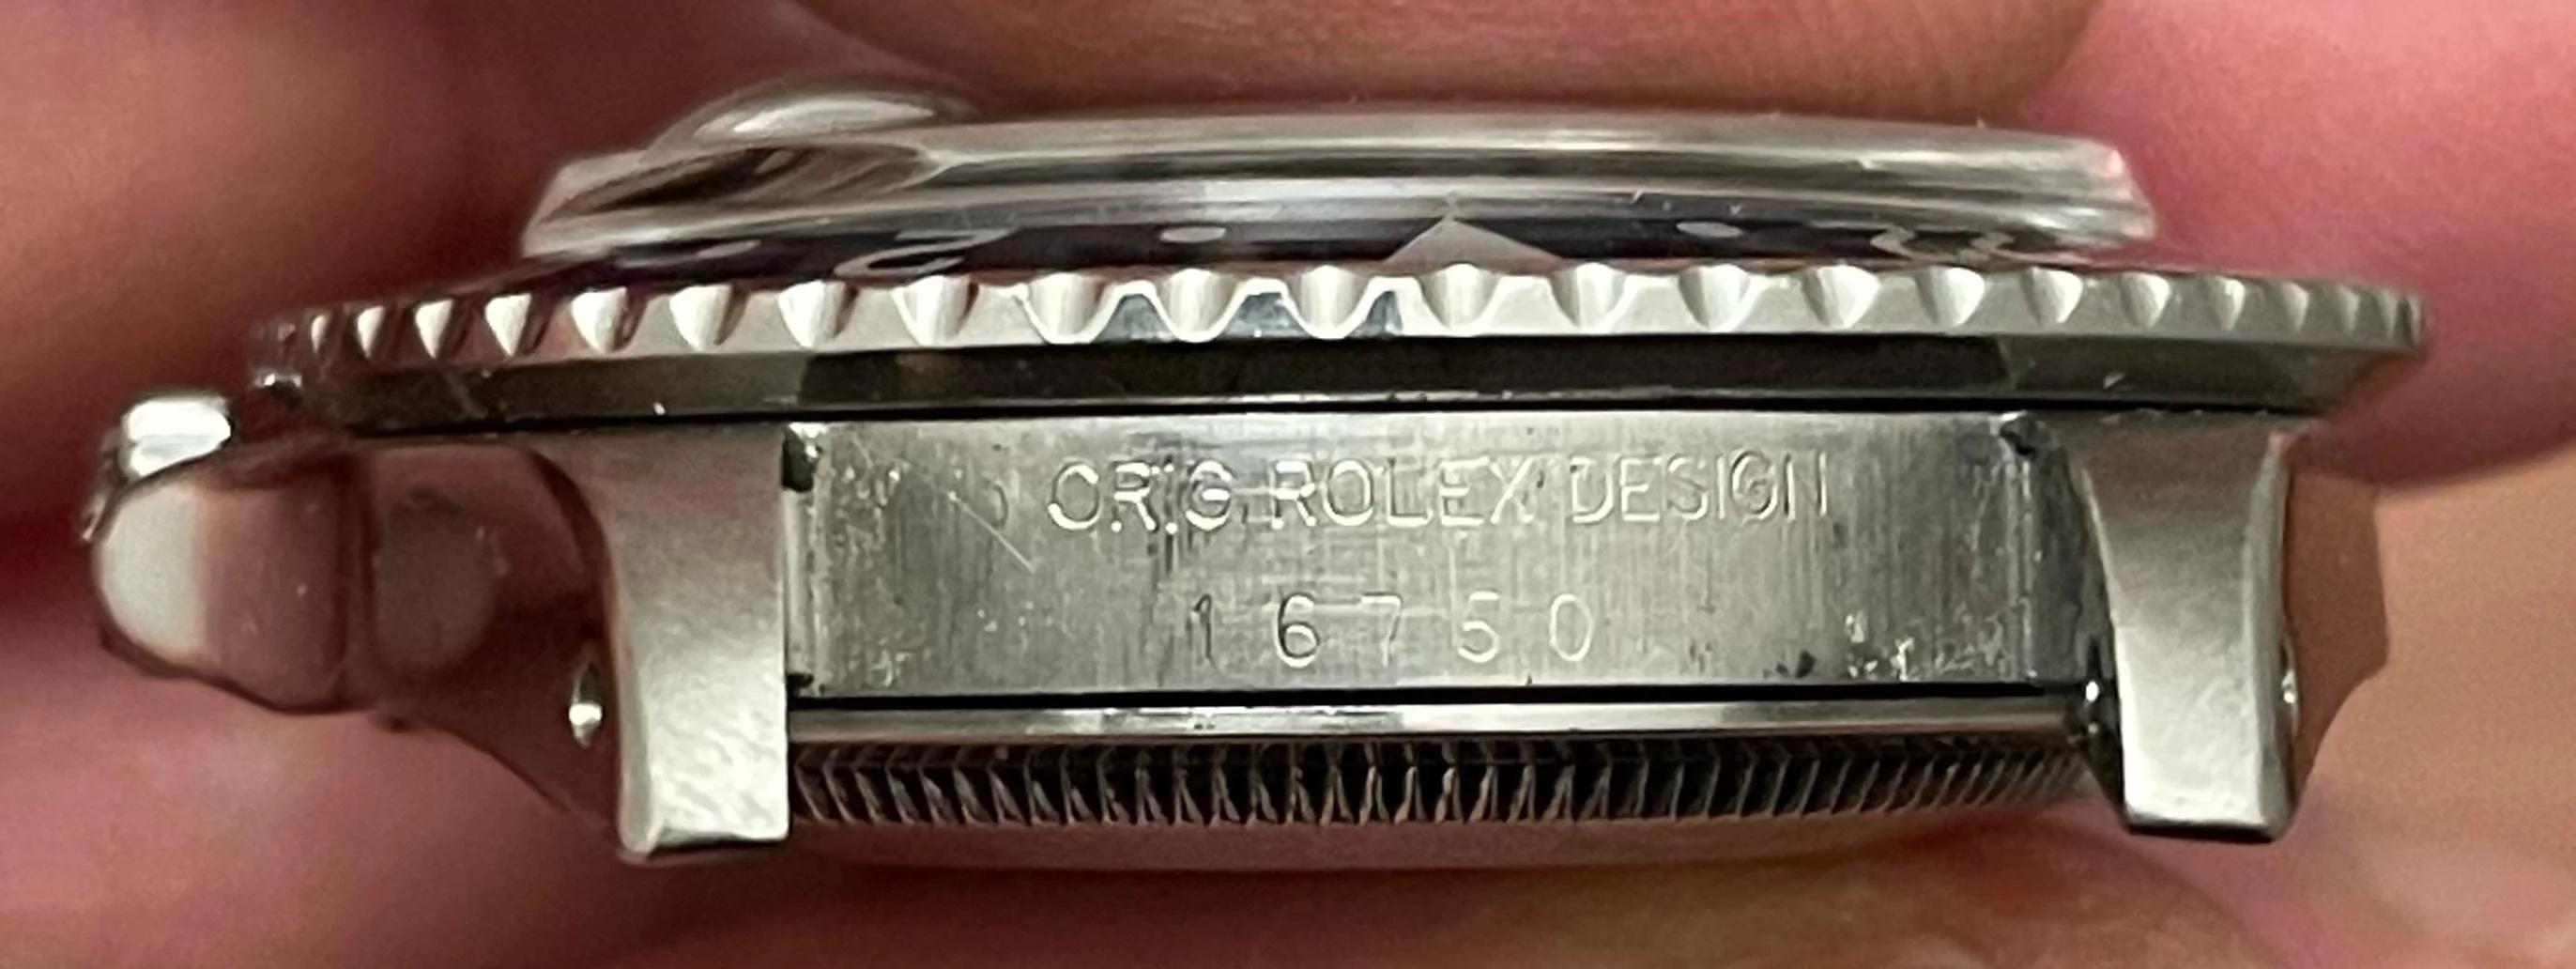 ORIG ROLEX DESIGN
16750